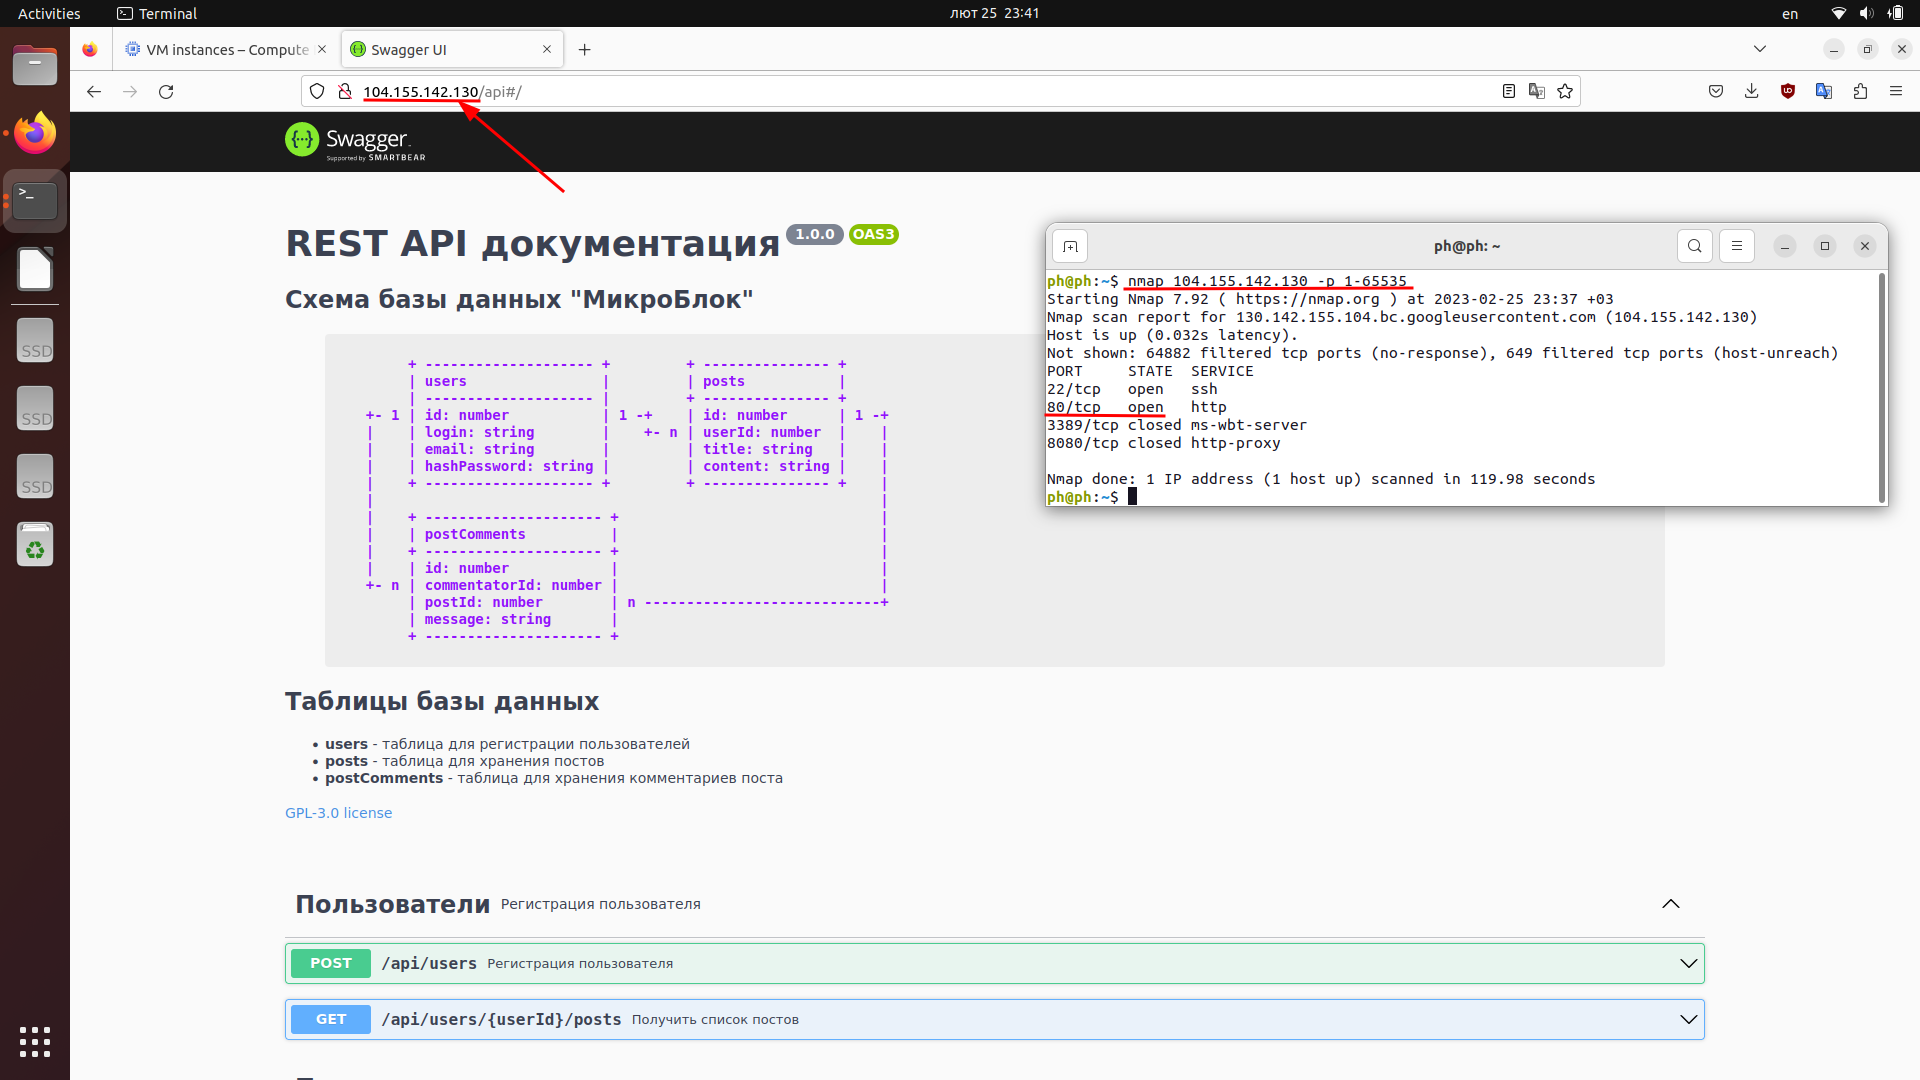 Activities
Terminal
лют 25 23:41
en
VM instances – Compute
Swagger UI
104.155.142.130/api#/
Swagger
Supported by SMARTBEAR
REST API документация 1.0.0 OAS3
Схема базы данных "МикроБлок"
+ -------------------- +         + --------------- +
| users                |         | posts           |
| -------------------- |         + --------------- +
+- 1 | id: number           | 1 -+    | id: number      | 1 -+
|    | login: string        |    +- n | userId: number  |    |
|    | email: string        |         | title: string   |    |
|    | hashPassword: string |         | content: string |    |
|    + -------------------- +         + --------------- +    |
|                                                            |
|    + --------------------- +                               |
|    | postComments          |                               |
|    + --------------------- +                               |
|    | id: number            |                               |
+- n | commentatorId: number |                               |
| postId: number        | n ----------------------------+
| message: string       |
+ --------------------- +
Таблицы базы данных
• users - таблица для регистрации пользователей
• posts - таблица для хранения постов
• postComments - таблица для хранения комментариев поста
GPL-3.0 license
Пользователи Регистрация пользователя
POST /api/users Регистрация пользователя
GET /api/users/{userId}/posts Получить список постов
ph@ph: ~
ph@ph:~$ nmap 104.155.142.130 -p 1-65535
Starting Nmap 7.92 ( https://nmap.org ) at 2023-02-25 23:37 +03
Nmap scan report for 130.142.155.104.bc.googleusercontent.com (104.155.142.130)
Host is up (0.032s latency).
Not shown: 64882 filtered tcp ports (no-response), 649 filtered tcp ports (host-unreach)
PORT     STATE  SERVICE
22/tcp   open   ssh
80/tcp   open   http
3389/tcp closed ms-wbt-server
8080/tcp closed http-proxy
Nmap done: 1 IP address (1 host up) scanned in 119.98 seconds
ph@ph:~$
SSD
SSD
SSD